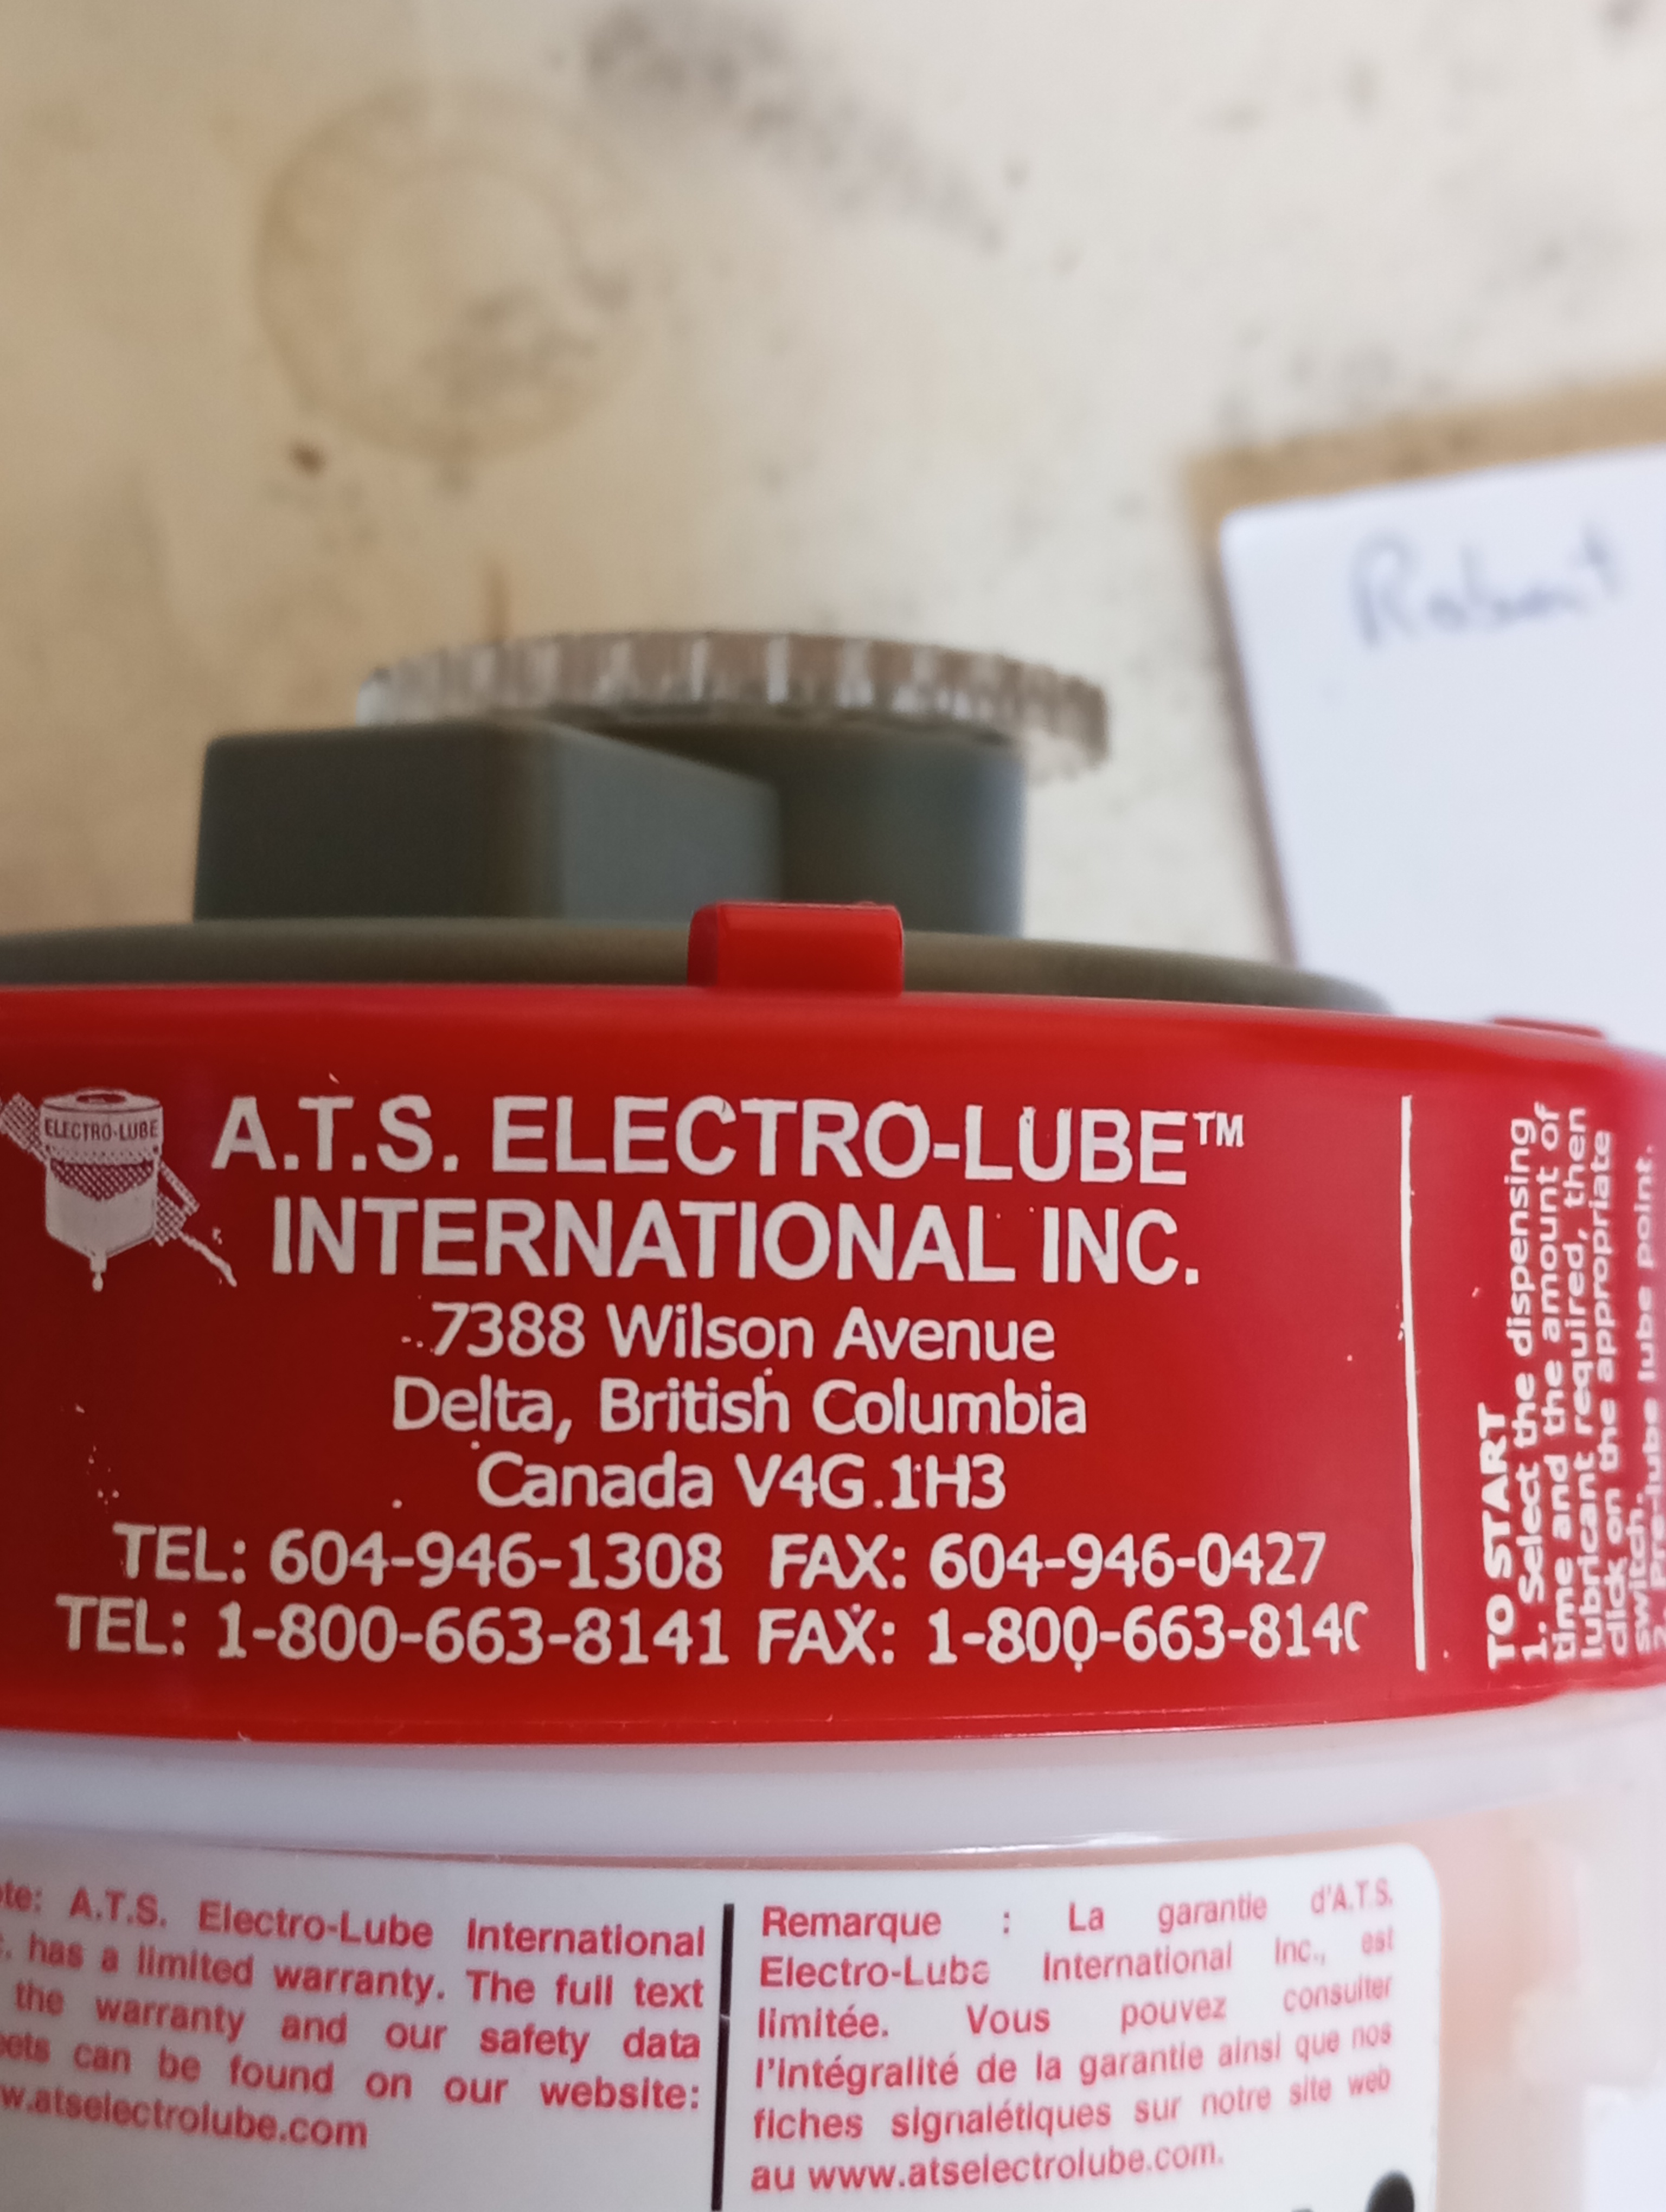 ELECTRO-LUBE
A.T.S. ELECTRO-LUBE™
INTERNATIONAL INC.
7388 Wilson Avenue
Delta, British Columbia
Canada V4G 1H3
TEL: 604-946-1308 FAX: 604-946-0427
TEL: 1-800-663-8141 FAX: 1-800-663-8140
TO START
1. Select the dispensing
time and the amount of
lubricant required, then
click on the appropriate
switch.
2. Pre-lube lube point.
A.T.S. Electro-Lube International
has a limited warranty. The full text
the warranty and our safety data
can be found on our website:
w.atselectrolube.com
Remarque : La garantie d'A.T.S.
Electro-Lube International Inc., est
limitée. Vous pouvez consulter
l'intégralité de la garantie ainsi que nos
fiches signalétiques sur notre site web
au www.atselectrolube.com.